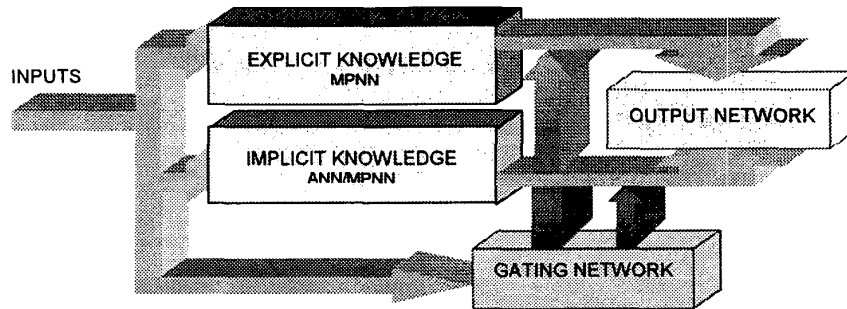 INPUTS
EXPLICIT KNOWLEDGE
MPNN
OUTPUT NETWORK
IMPLICIT KNOWLEDGE
ANN/MPNN
GATING NETWORK